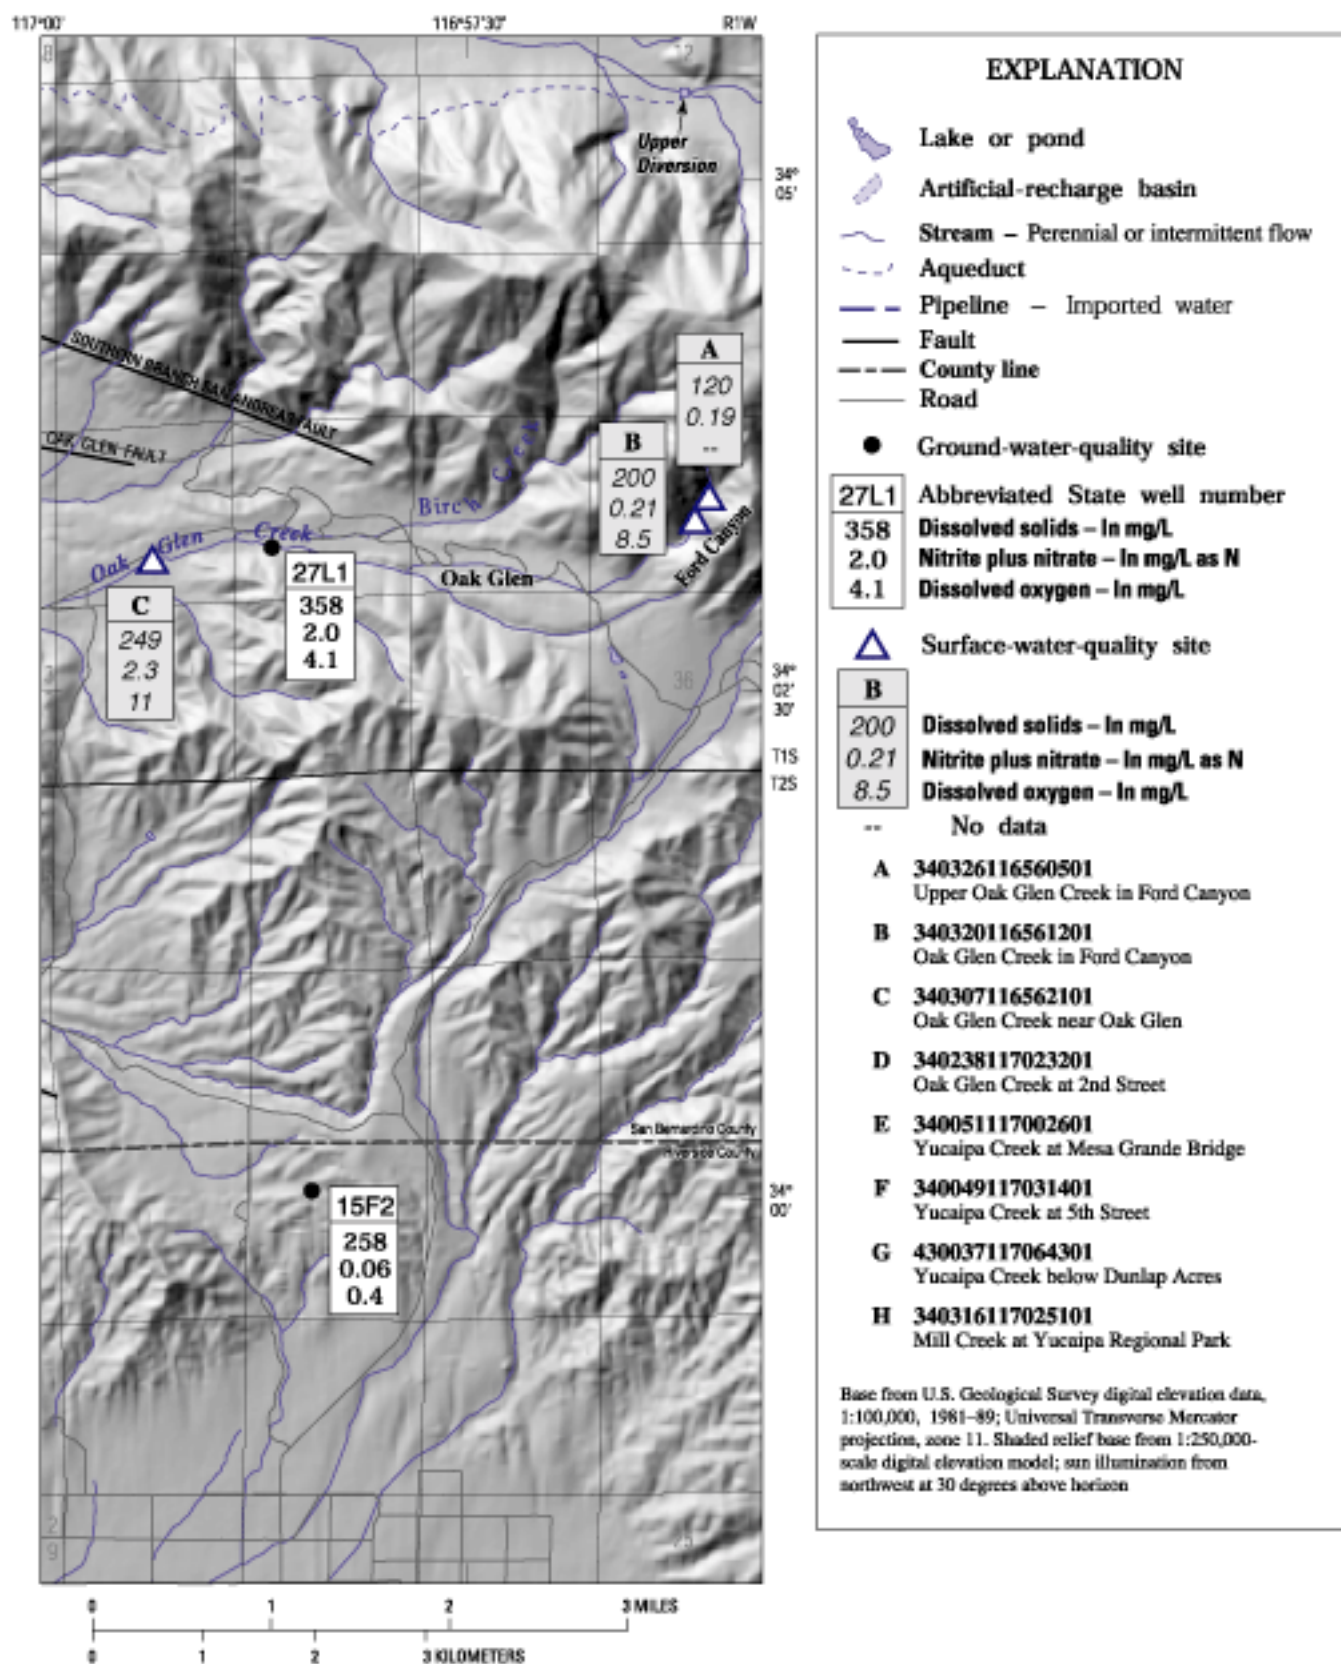 117°00'
116°57'30"
R1W
8
12
Upper
Diversion
34°
05'
SOUTHERN BRANCH SAN ANDREAS FAULT
OAK GLEN FAULT
A
120
0.19
--
B
200
0.21
8.5
Birch Creek
Ford Canyon
Oak Glen Creek
Oak Glen
27L1
358
2.0
4.1
C
249
2.3
11
3
36
34°
02'
30'
T1S
T2S
San Bernardino County
Riverside County
34°
00'
15F2
258
0.06
0.4
2
9
25
0 1 2 3 MILES
0 1 2 3 KILOMETERS
EXPLANATION
Lake or pond
Artificial-recharge basin
Stream – Perennial or intermittent flow
Aqueduct
Pipeline – Imported water
Fault
County line
Road
Ground-water-quality site
27L1 Abbreviated State well number
358 Dissolved solids – In mg/L
2.0 Nitrite plus nitrate – In mg/L as N
4.1 Dissolved oxygen – In mg/L
Surface-water-quality site
B
200 Dissolved solids – In mg/L
0.21 Nitrite plus nitrate – In mg/L as N
8.5 Dissolved oxygen – In mg/L
-- No data
A 340326116560501
Upper Oak Glen Creek in Ford Canyon
B 340320116561201
Oak Glen Creek in Ford Canyon
C 340307116562101
Oak Glen Creek near Oak Glen
D 340238117023201
Oak Glen Creek at 2nd Street
E 340051117002601
Yucaipa Creek at Mesa Grande Bridge
F 340049117031401
Yucaipa Creek at 5th Street
G 430037117064301
Yucaipa Creek below Dunlap Acres
H 340316117025101
Mill Creek at Yucaipa Regional Park
Base from U.S. Geological Survey digital elevation data,
1:100,000, 1981–89; Universal Transverse Mercator
projection, zone 11. Shaded relief base from 1:250,000-
scale digital elevation model; sun illumination from
northwest at 30 degrees above horizon